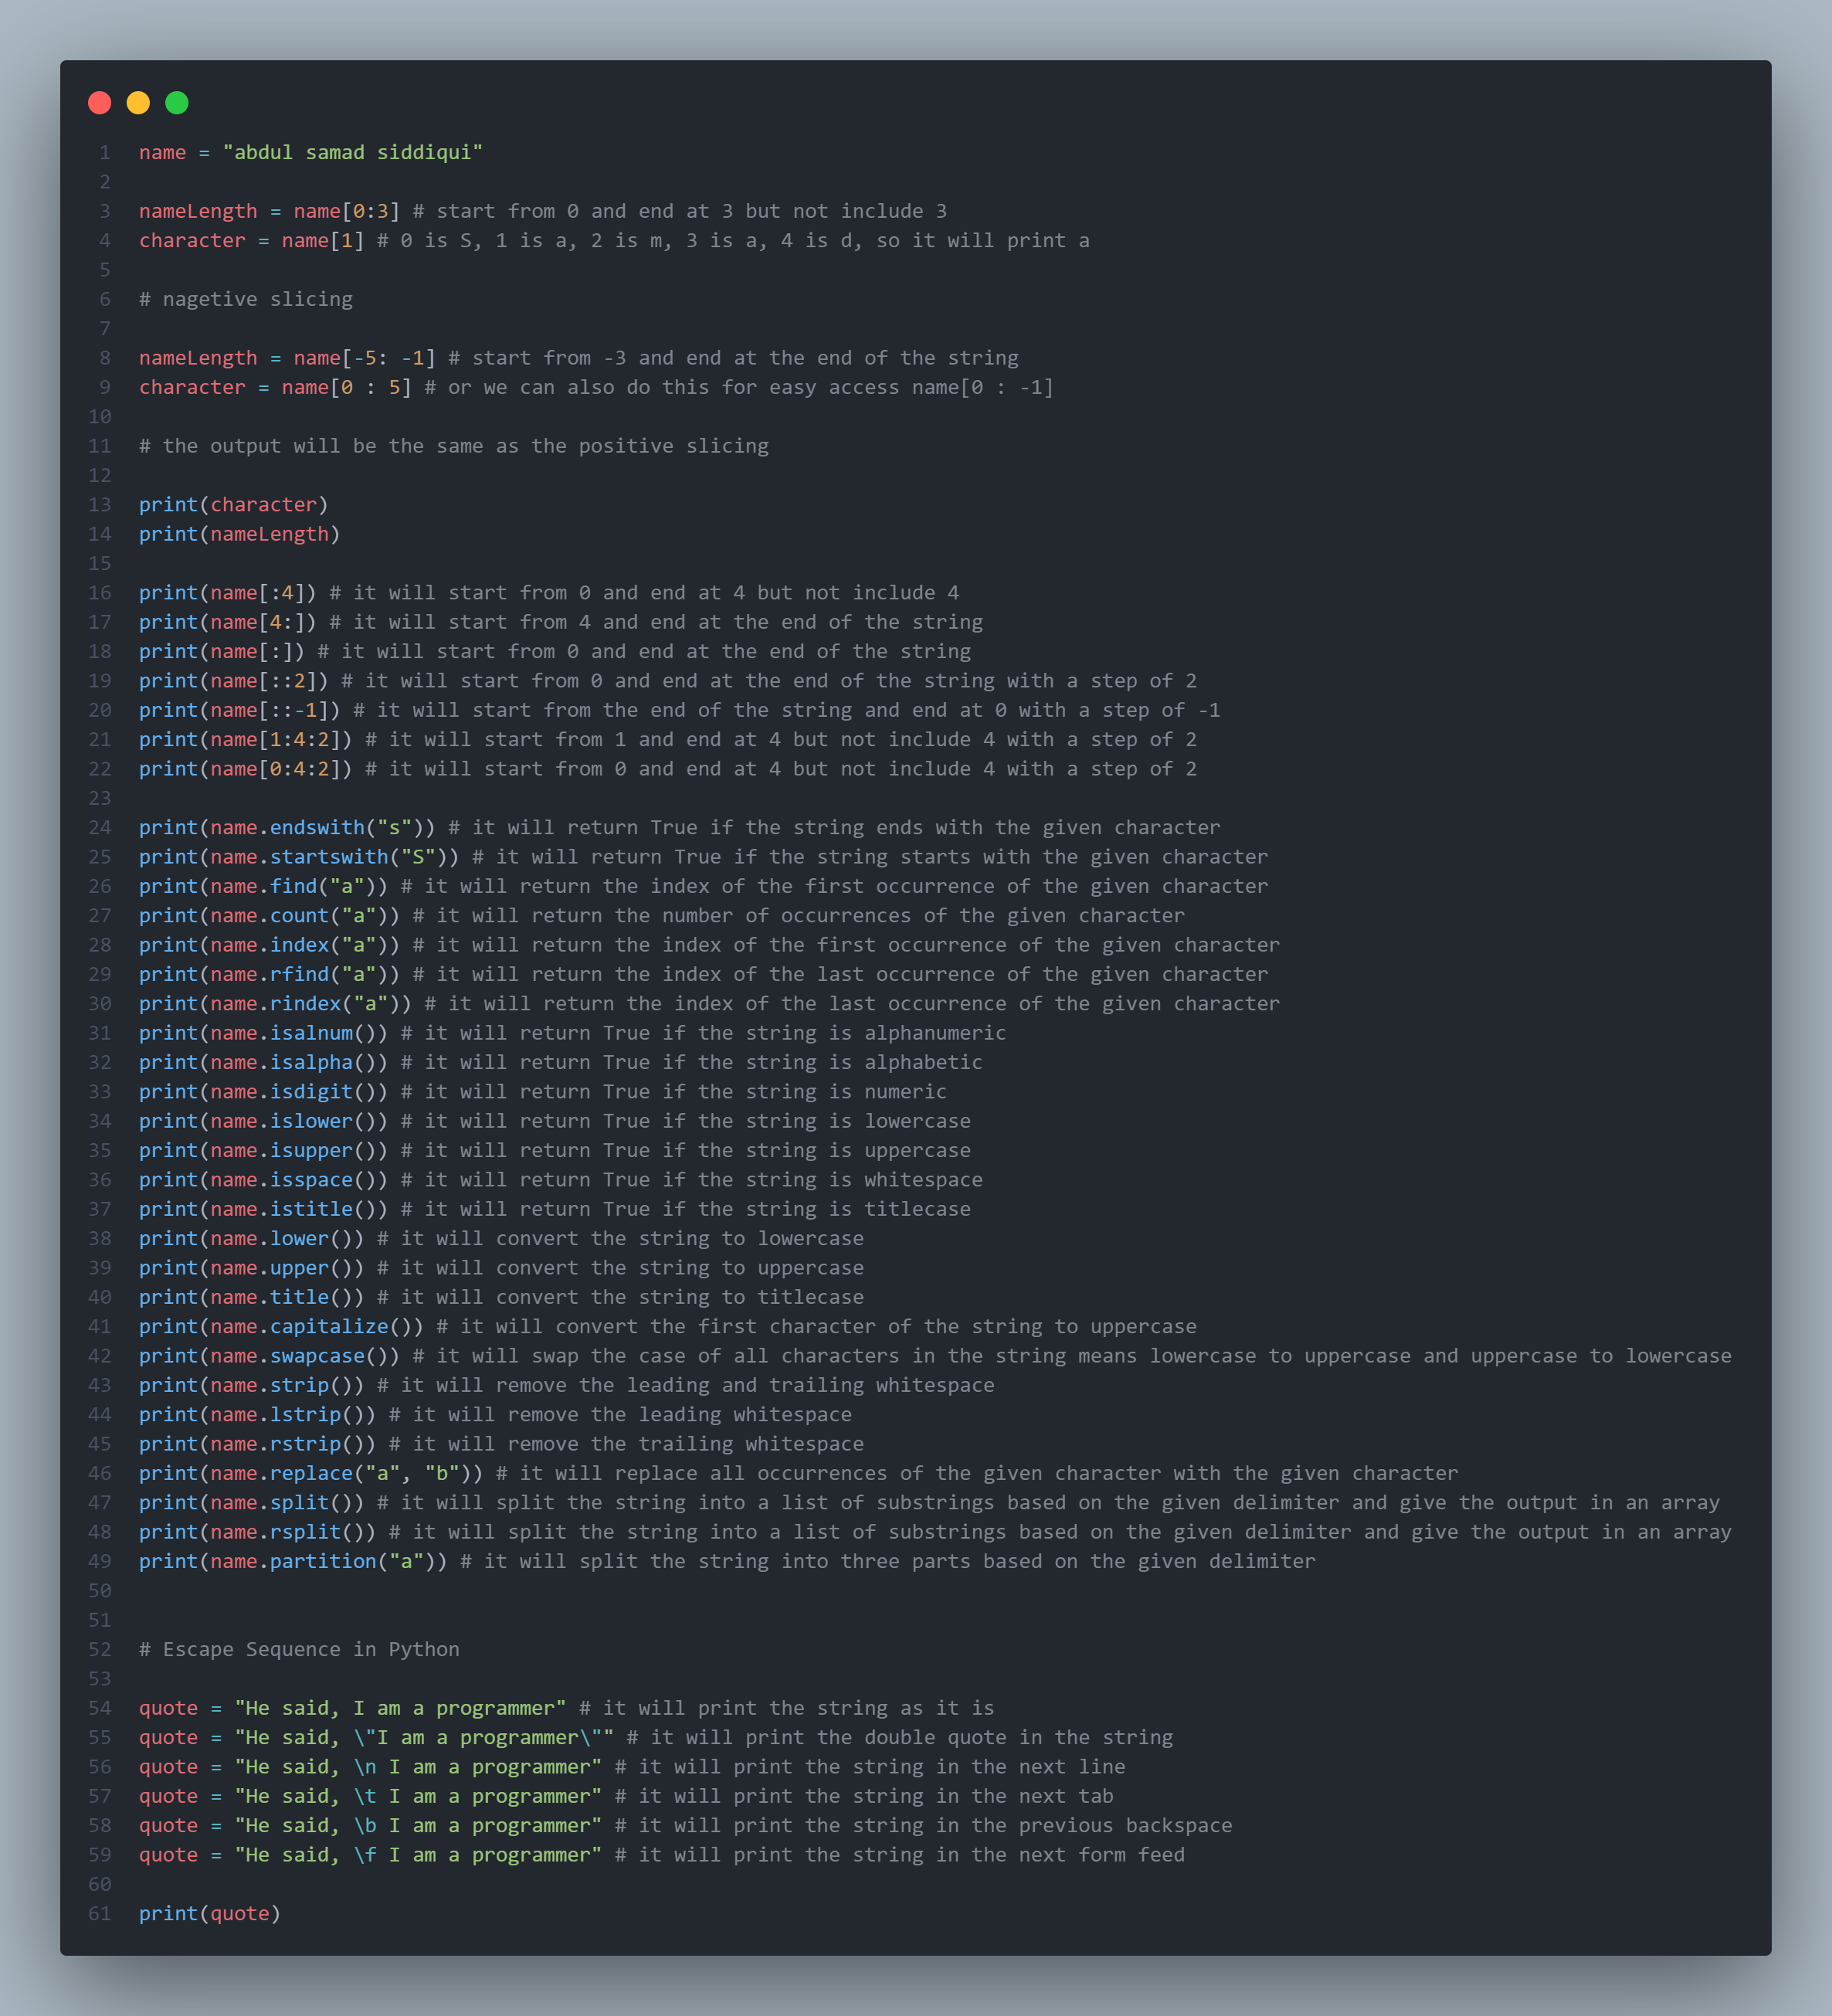 1 name = "abdul samad siddiqui"
2
3 nameLength = name[0:3] # start from 0 and end at 3 but not include 3
4 character = name[1] # 0 is S, 1 is a, 2 is m, 3 is a, 4 is d, so it will print a
5
6 # nagetive slicing
7
8 nameLength = name[-5: -1] # start from -3 and end at the end of the string
9 character = name[0 : 5] # or we can also do this for easy access name[0 : -1]
10
11 # the output will be the same as the positive slicing
12
13 print(character)
14 print(nameLength)
15
16 print(name[:4]) # it will start from 0 and end at 4 but not include 4
17 print(name[4:]) # it will start from 4 and end at the end of the string
18 print(name[:]) # it will start from 0 and end at the end of the string
19 print(name[::2]) # it will start from 0 and end at the end of the string with a step of 2
20 print(name[::-1]) # it will start from the end of the string and end at 0 with a step of -1
21 print(name[1:4:2]) # it will start from 1 and end at 4 but not include 4 with a step of 2
22 print(name[0:4:2]) # it will start from 0 and end at 4 but not include 4 with a step of 2
23
24 print(name.endswith("s")) # it will return True if the string ends with the given character
25 print(name.startswith("S")) # it will return True if the string starts with the given character
26 print(name.find("a")) # it will return the index of the first occurrence of the given character
27 print(name.count("a")) # it will return the number of occurrences of the given character
28 print(name.index("a")) # it will return the index of the first occurrence of the given character
29 print(name.rfind("a")) # it will return the index of the last occurrence of the given character
30 print(name.rindex("a")) # it will return the index of the last occurrence of the given character
31 print(name.isalnum()) # it will return True if the string is alphanumeric
32 print(name.isalpha()) # it will return True if the string is alphabetic
33 print(name.isdigit()) # it will return True if the string is numeric
34 print(name.islower()) # it will return True if the string is lowercase
35 print(name.isupper()) # it will return True if the string is uppercase
36 print(name.isspace()) # it will return True if the string is whitespace
37 print(name.istitle()) # it will return True if the string is titlecase
38 print(name.lower()) # it will convert the string to lowercase
39 print(name.upper()) # it will convert the string to uppercase
40 print(name.title()) # it will convert the string to titlecase
41 print(name.capitalize()) # it will convert the first character of the string to uppercase
42 print(name.swapcase()) # it will swap the case of all characters in the string means lowercase to uppercase and uppercase to lowercase
43 print(name.strip()) # it will remove the leading and trailing whitespace
44 print(name.lstrip()) # it will remove the leading whitespace
45 print(name.rstrip()) # it will remove the trailing whitespace
46 print(name.replace("a", "b")) # it will replace all occurrences of the given character with the given character
47 print(name.split()) # it will split the string into a list of substrings based on the given delimiter and give the output in an array
48 print(name.rsplit()) # it will split the string into a list of substrings based on the given delimiter and give the output in an array
49 print(name.partition("a")) # it will split the string into three parts based on the given delimiter
50
51
52 # Escape Sequence in Python
53
54 quote = "He said, I am a programmer" # it will print the string as it is
55 quote = "He said, \"I am a programmer\"" # it will print the double quote in the string
56 quote = "He said, \n I am a programmer" # it will print the string in the next line
57 quote = "He said, \t I am a programmer" # it will print the string in the next tab
58 quote = "He said, \b I am a programmer" # it will print the string in the previous backspace
59 quote = "He said, \f I am a programmer" # it will print the string in the next form feed
60
61 print(quote)